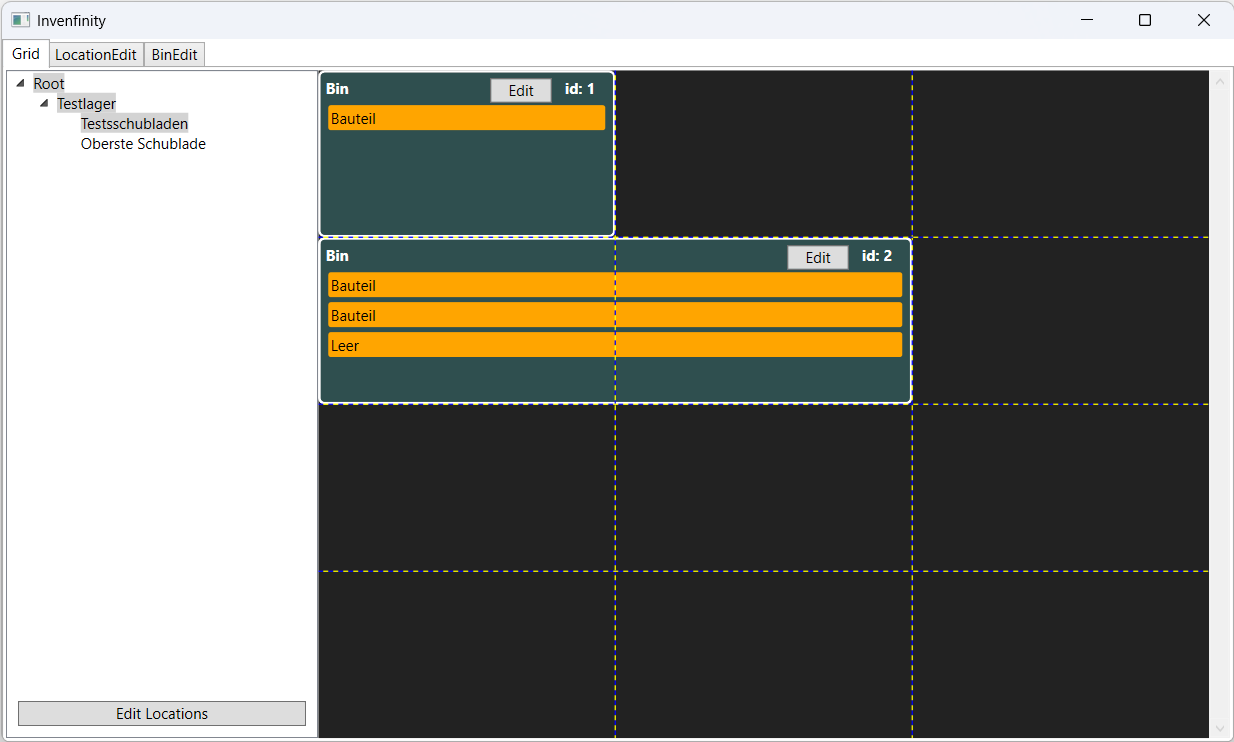 Invenfinity
Grid LocationEdit BinEdit
Root
Testlager
Testsschubladen
Oberste Schublade
Edit Locations
Bin Edit id: 1
Bauteil
Bin Edit id: 2
Bauteil
Bauteil
Leer